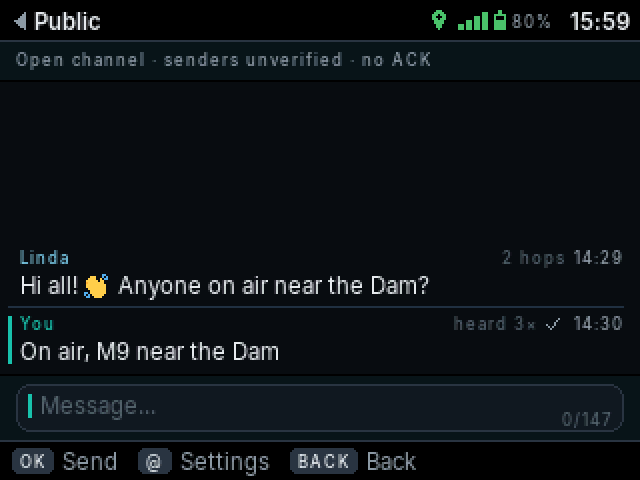 Public 80% 15:59
Open channel · senders unverified · no ACK
Linda 2 hops 14:29
Hi all! 👋 Anyone on air near the Dam?
You heard 3× ✓ 14:30
On air, M9 near the Dam
Message...
0/147
OK Send @ Settings BACK Back